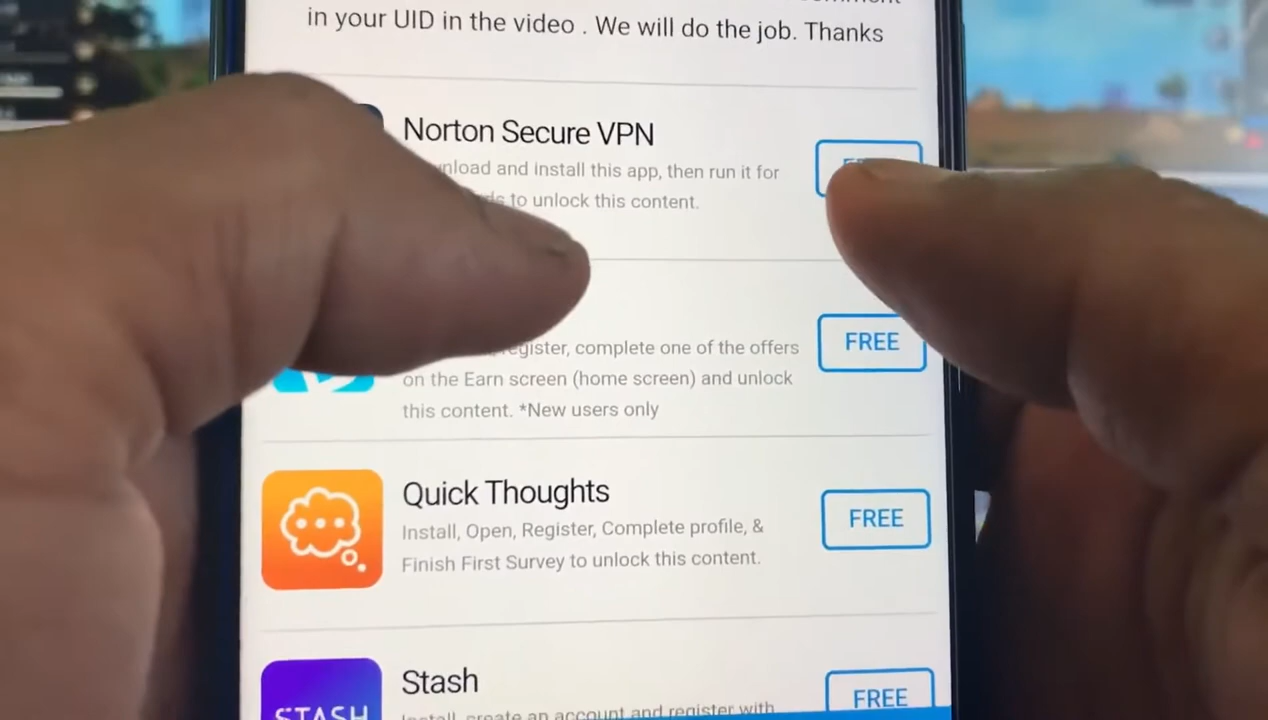 in your UID in the video . We will do the job. Thanks
Norton Secure VPN
and install this app, then run it for
to unlock this content.
FREE
complete one of the offers
on the Earn screen (home screen) and unlock
this content. *New users only
Quick Thoughts
Install, Open, Register, Complete profile, &
Finish First Survey to unlock this content.
FREE
Stash
Install, create an account and register with
STASH
FREE